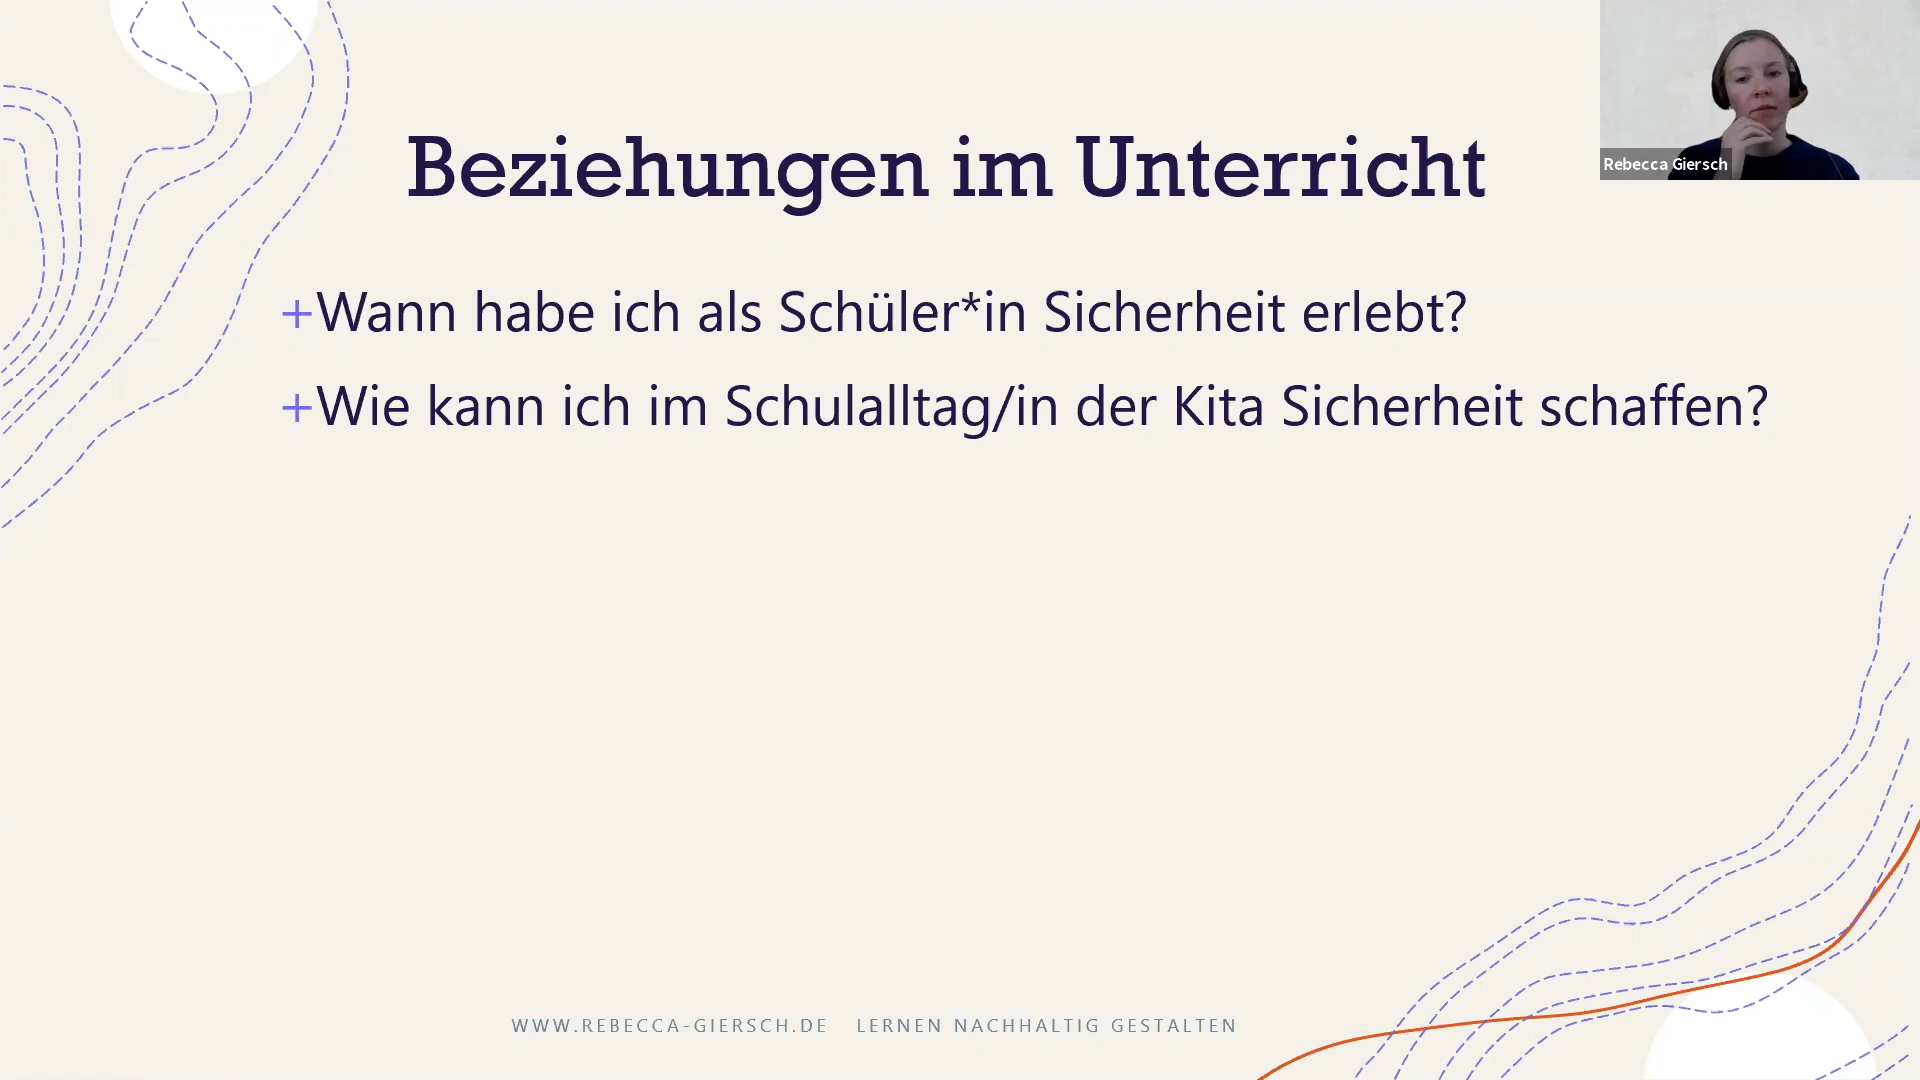 Beziehungen im Unterricht
Rebecca Giersch
+Wann habe ich als Schüler*in Sicherheit erlebt?
+Wie kann ich im Schulalltag/in der Kita Sicherheit schaffen?
WWW.REBECCA-GIERSCH.DE LERNEN NACHHALTIG GESTALTEN